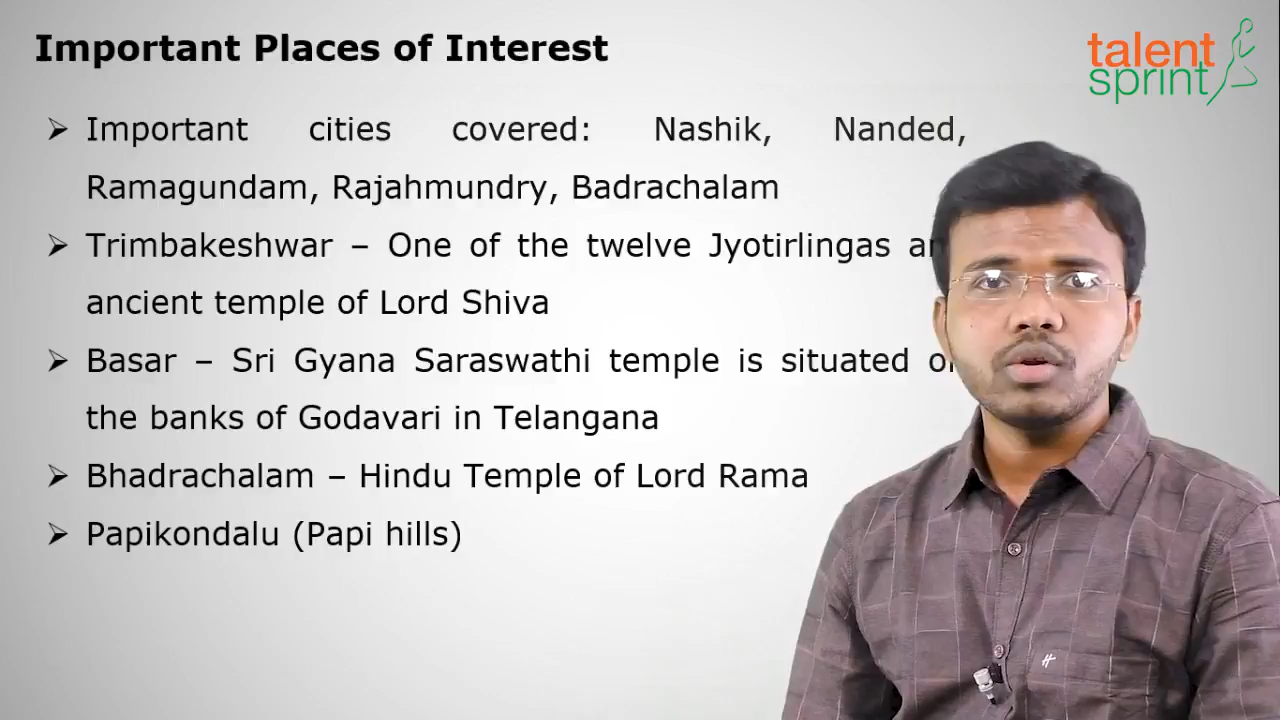 Important Places of Interest
talent
sprint
➢ Important cities covered: Nashik, Nanded,
Ramagundam, Rajahmundry, Badrachalam
➢ Trimbakeshwar – One of the twelve Jyotirlingas
ancient temple of Lord Shiva
➢ Basar – Sri Gyana Saraswathi temple is situated
the banks of Godavari in Telangana
➢ Bhadrachalam – Hindu Temple of Lord Rama
➢ Papikondalu (Papi hills)